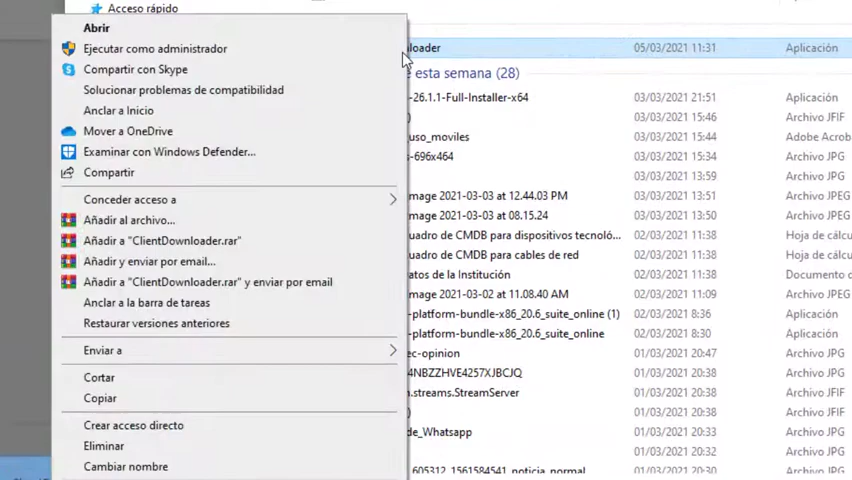 Acceso rápido
Abrir
Ejecutar como administrador
Compartir con Skype
Solucionar problemas de compatibilidad
Anclar a Inicio
Mover a OneDrive
Examinar con Windows Defender...
Compartir
Conceder acceso a
Añadir al archivo...
Añadir a "ClientDownloader.rar"
Añadir y enviar por email...
Añadir a "ClientDownloader.rar" y enviar por email
Anclar a la barra de tareas
Restaurar versiones anteriores
Enviar a
Cortar
Copiar
Crear acceso directo
Eliminar
Cambiar nombre
loader 05/03/2021 11:31 Aplicación
esta semana (28)
-26.1.1-Full-Installer-x64 03/03/2021 21:51 Aplicación
) 03/03/2021 15:46 Archivo JFIF
_uso_moviles 03/03/2021 15:44 Adobe Acrob
s-696x464 03/03/2021 15:34 Archivo JPG
03/03/2021 13:59 Archivo JPG
mage 2021-03-03 at 12.44.03 PM 03/03/2021 13:51 Archivo JPG
mage 2021-03-03 at 08.15.24 03/03/2021 13:50 Archivo JPG
uadro de CMDB para dispositivos tecnoló... 02/03/2021 11:38 Hoja de cálcu
uadro de CMDB para cables de red 02/03/2021 11:38 Hoja de cálcu
atos de la Institución 02/03/2021 11:38 Documento d
mage 2021-03-02 at 11.08.40 AM 02/03/2021 11:09 Archivo JPEG
-platform-bundle-x86_20.6_suite_online (1) 02/03/2021 8:36 Aplicación
-platform-bundle-x86_20.6_suite_online 02/03/2021 8:30 Aplicación
ec-opinion 01/03/2021 20:47 Archivo JPG
4NBZZHVE4257XJBCJQ 01/03/2021 20:38 Archivo JPG
m.streams.StreamServer 01/03/2021 20:38 Archivo JPG
) 01/03/2021 20:38 Archivo JPG
de_Whatsapp 01/03/2021 20:33 Archivo JPG
01/03/2021 20:32 Archivo JPG
605312_1561584541_noticia_normal 01/03/2021 20:32 Archivo JPG